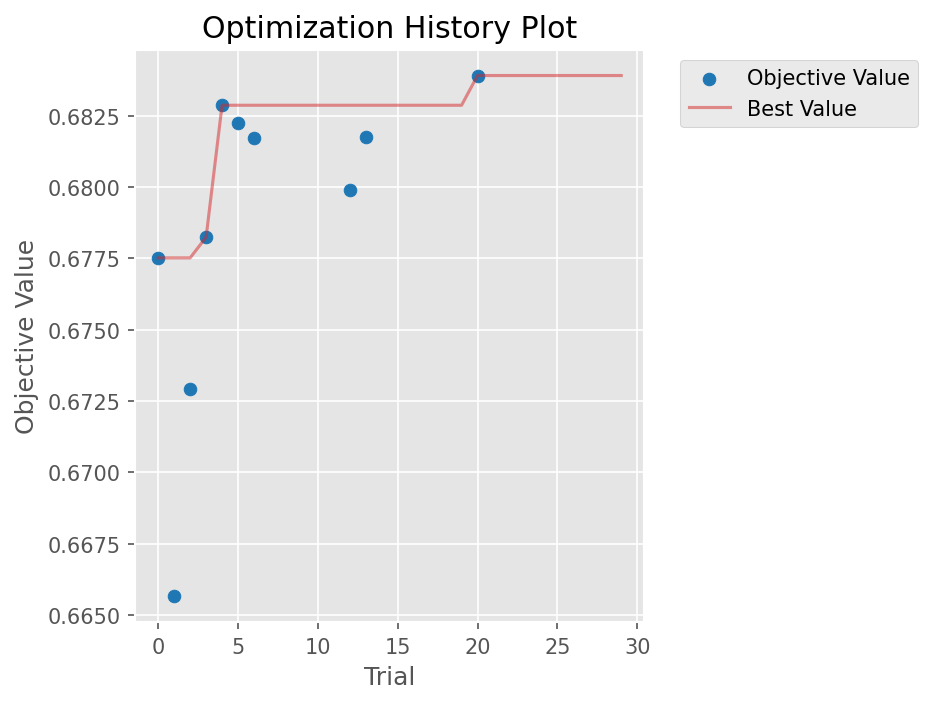 Optimization History Plot
Objective Value
Best Value
0.6825
0.6800
0.6775
0.6750
0.6725
0.6700
0.6675
0.6650
Objective Value
0 5 10 15 20 25 30
Trial